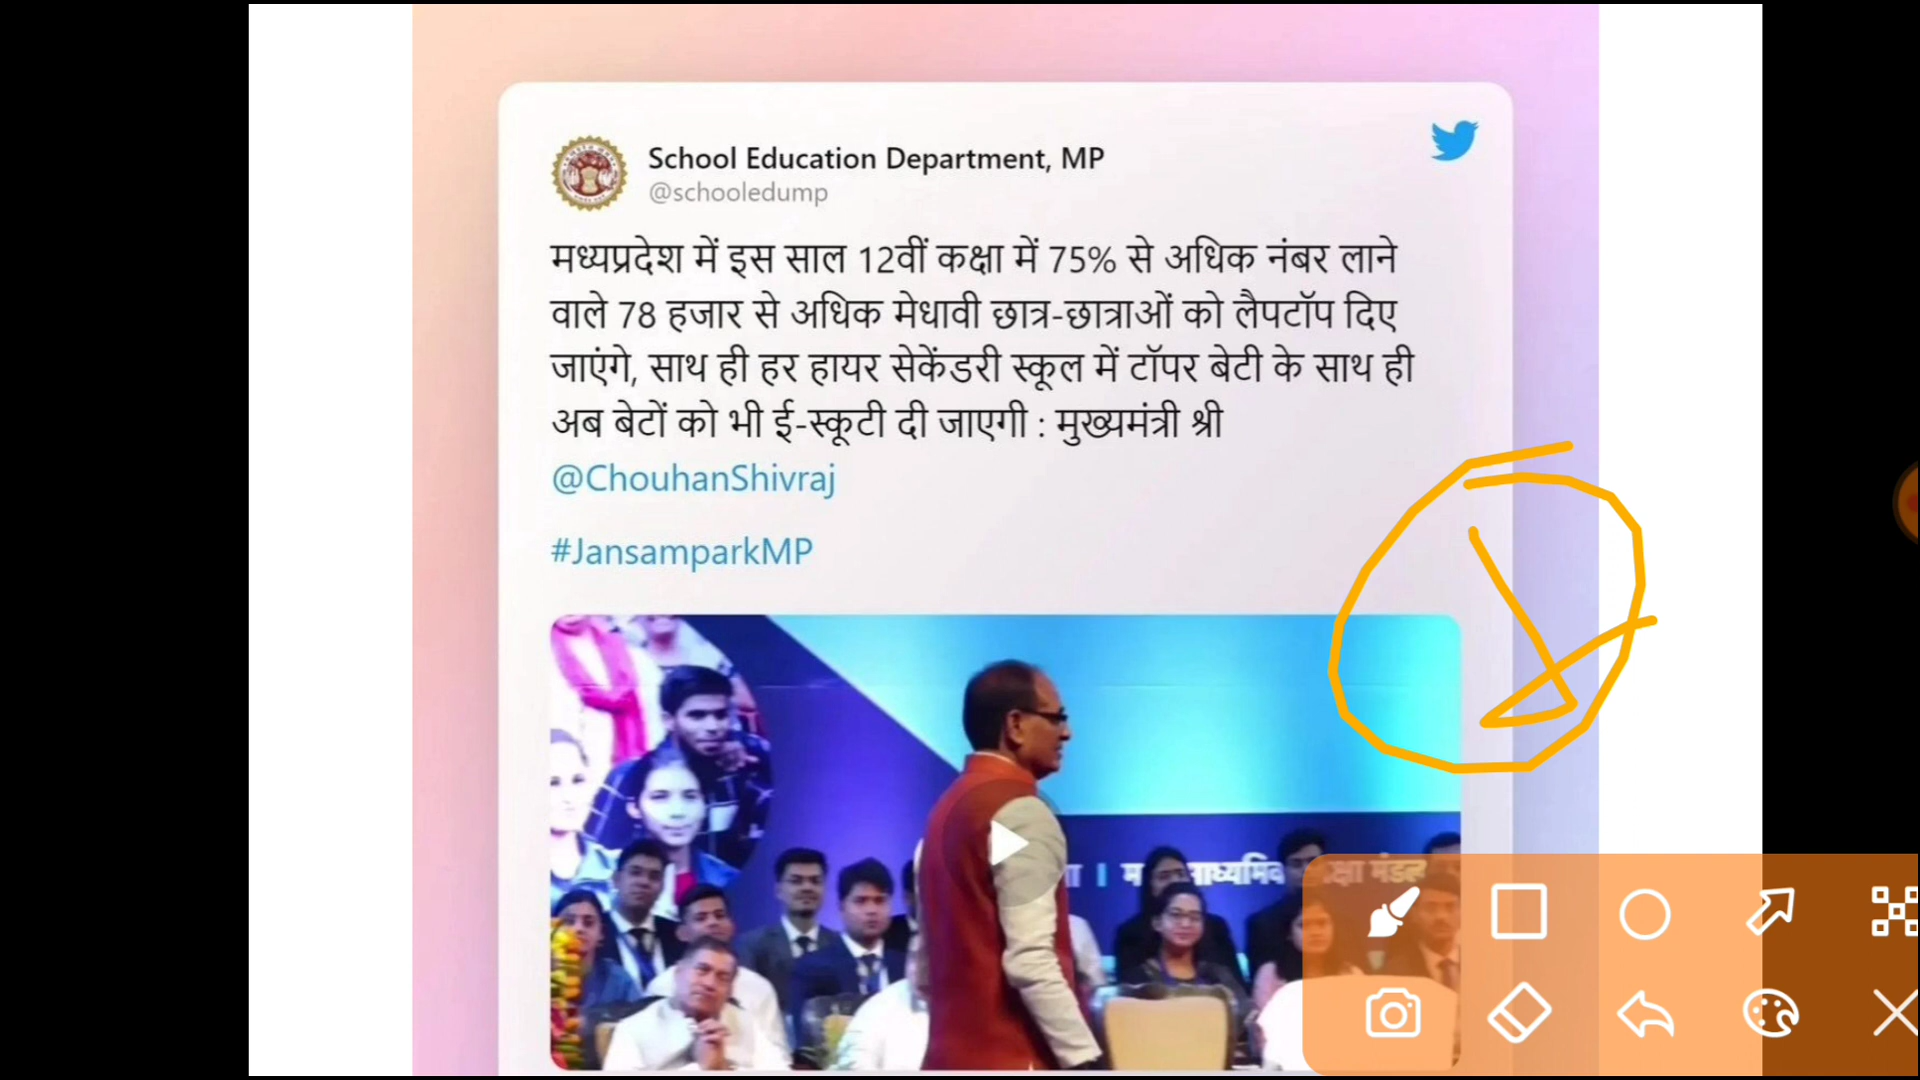 School Education Department, MP
@schooledump
मध्यप्रदेश में इस साल 12वीं कक्षा में 75% से अधिक नंबर लाने
वाले 78 हजार से अधिक मेधावी छात्र-छात्राओं को लैपटॉप दिए
जाएंगे, साथ ही हर हायर सेकेंडरी स्कूल में टॉपर बेटी के साथ ही
अब बेटों को भी ई-स्कूटी दी जाएगी : मुख्यमंत्री श्री
@ChouhanShivraj
#JansamparkMP